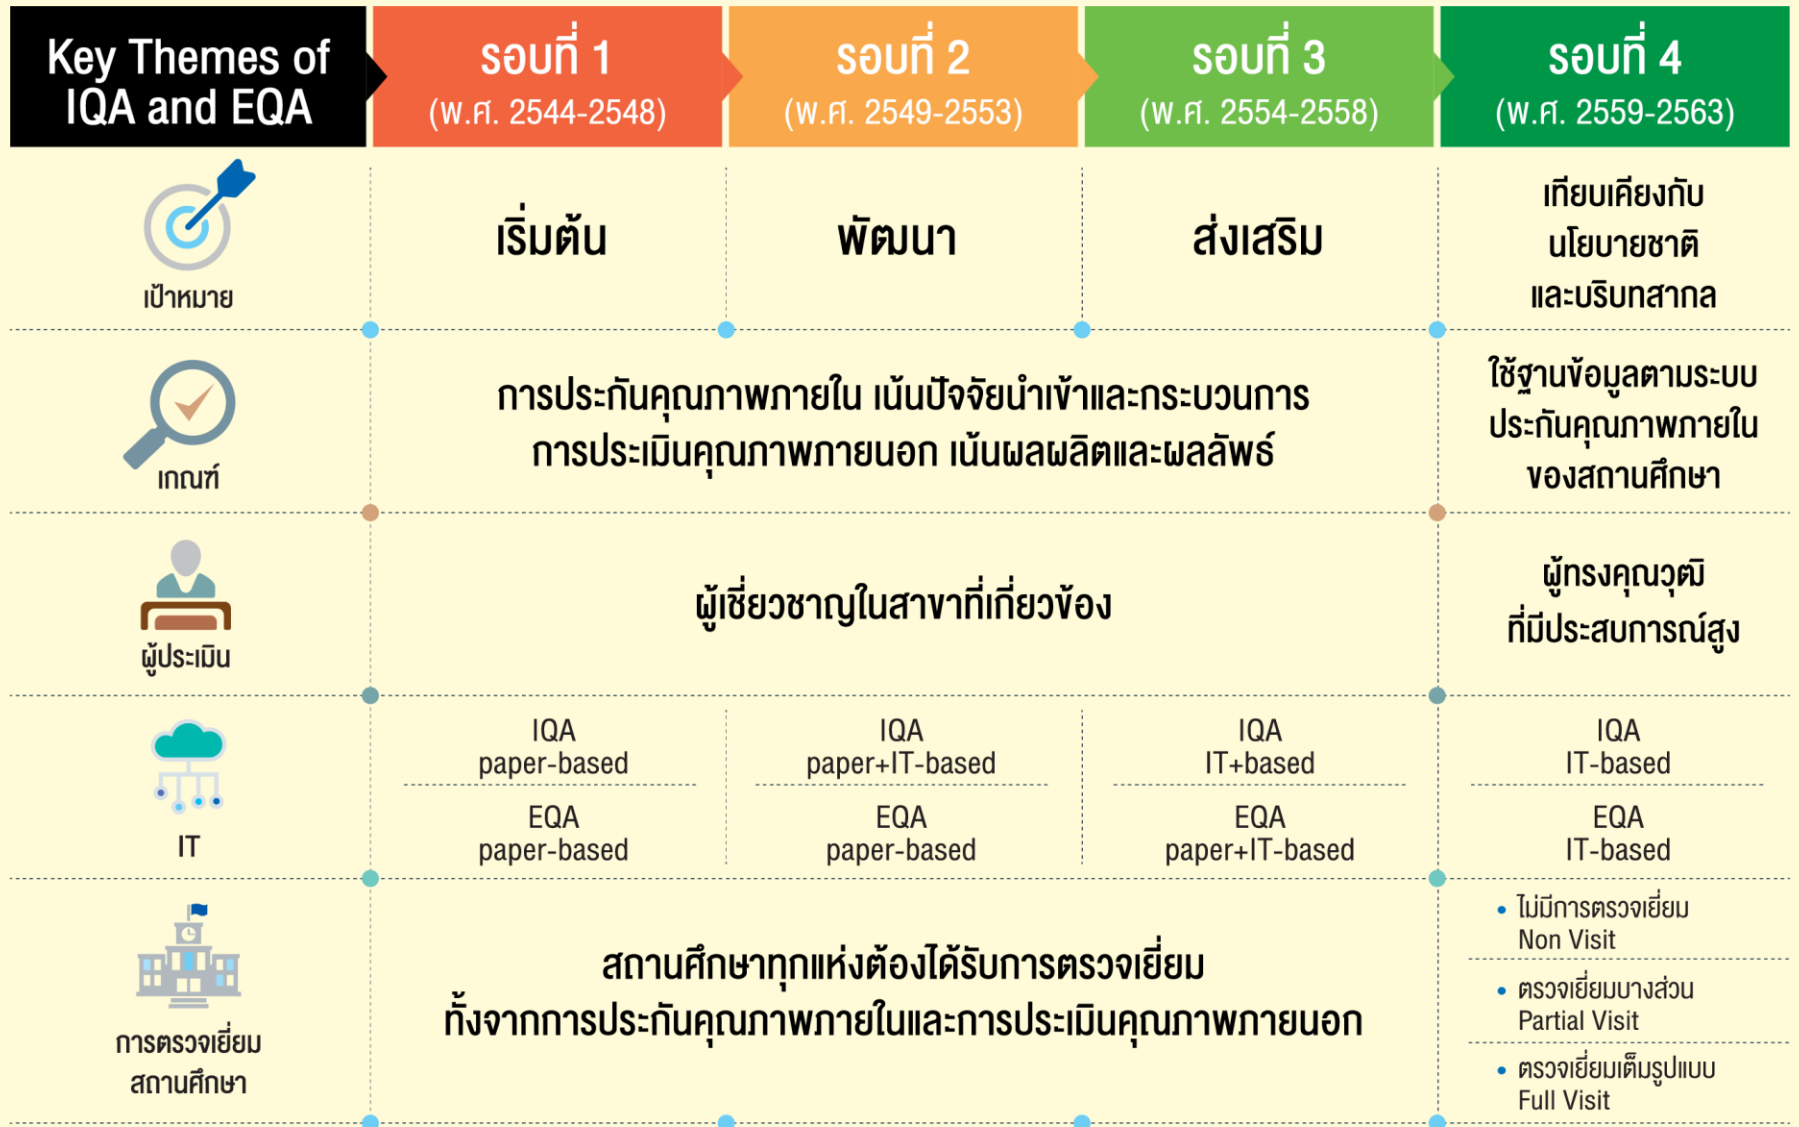 Key Themes of
IQA and EQA
รอบที่ 1
(พ.ศ. 2544-2548)
รอบที่ 2
(พ.ศ. 2549-2553)
รอบที่ 3
(พ.ศ. 2554-2558)
รอบที่ 4
(พ.ศ. 2559-2563)
เป้าหมาย
เริ่มต้น
พัฒนา
ส่งเสริม
เทียบเคียงกับ
นโยบายชาติ
และบริบทสากล
เกณฑ์
การประกันคุณภาพภายใน เน้นปัจจัยนำเข้าและกระบวนการ
การประเมินคุณภาพภายนอก เน้นผลผลิตและผลลัพธ์
ใช้ฐานข้อมูลตามระบบ
ประกันคุณภาพภายใน
ของสถานศึกษา
ผู้ประเมิน
ผู้เชี่ยวชาญในสาขาที่เกี่ยวข้อง
ผู้ทรงคุณวุฒิ
ที่มีประสบการณ์สูง
IT
IQA
paper-based
EQA
paper-based
IQA
paper+IT-based
EQA
paper-based
IQA
IT+based
EQA
paper+IT-based
IQA
IT-based
EQA
IT-based
การตรวจเยี่ยม
สถานศึกษา
สถานศึกษาทุกแห่งต้องได้รับการตรวจเยี่ยม
ทั้งจากการประกันคุณภาพภายในและการประเมินคุณภาพภายนอก
• ไม่มีการตรวจเยี่ยม
Non Visit
• ตรวจเยี่ยมบางส่วน
Partial Visit
• ตรวจเยี่ยมเต็มรูปแบบ
Full Visit